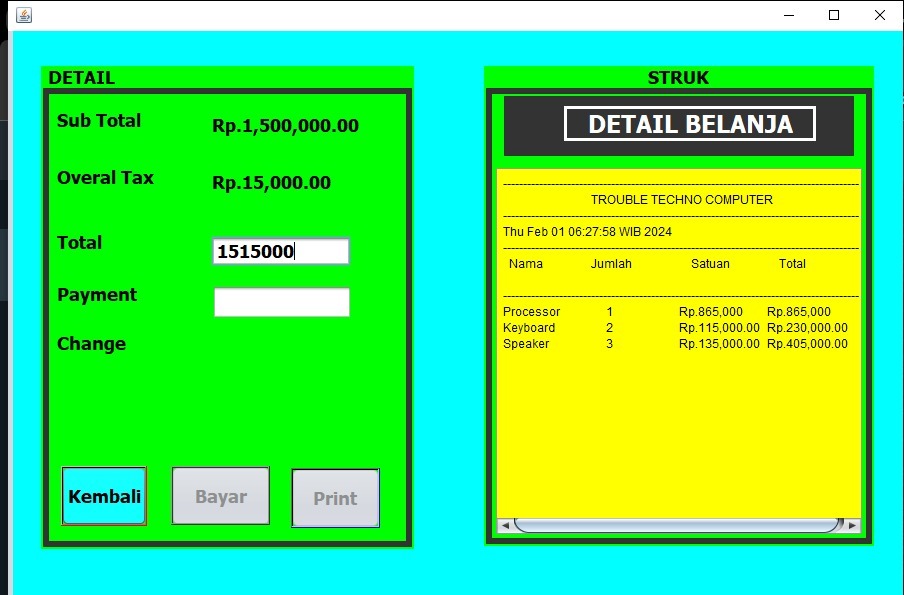 DETAIL
Sub Total Rp.1,500,000.00
Overal Tax Rp.15,000.00
Total 1515000
Payment
Change
Kembali Bayar Print
STRUK
DETAIL BELANJA
TROUBLE TECHNO COMPUTER
Thu Feb 01 06:27:58 WIB 2024
Nama Jumlah Satuan Total
Processor 1 Rp.865,000 Rp.865,000
Keyboard 2 Rp.115,000.00 Rp.230,000.00
Speaker 3 Rp.135,000.00 Rp.405,000.00